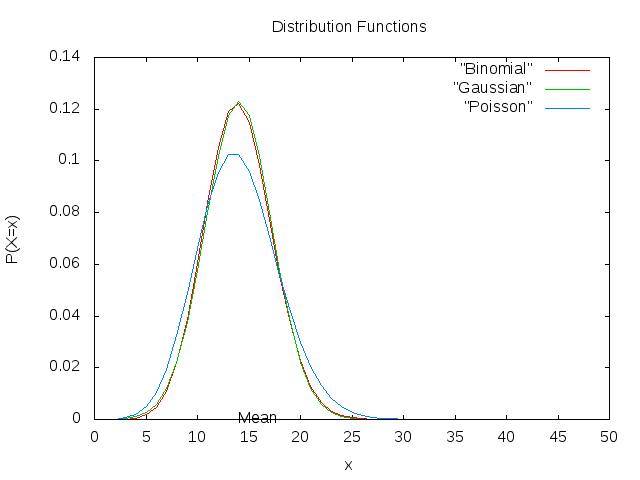 Distribution Functions
0.14
"Binomial"
"Gaussian"
"Poisson"
0.12
0.1
0.08
0.06
0.04
0.02
0
P(X=x)
Mean
0 5 10 15 20 25 30 35 40 45 50
x